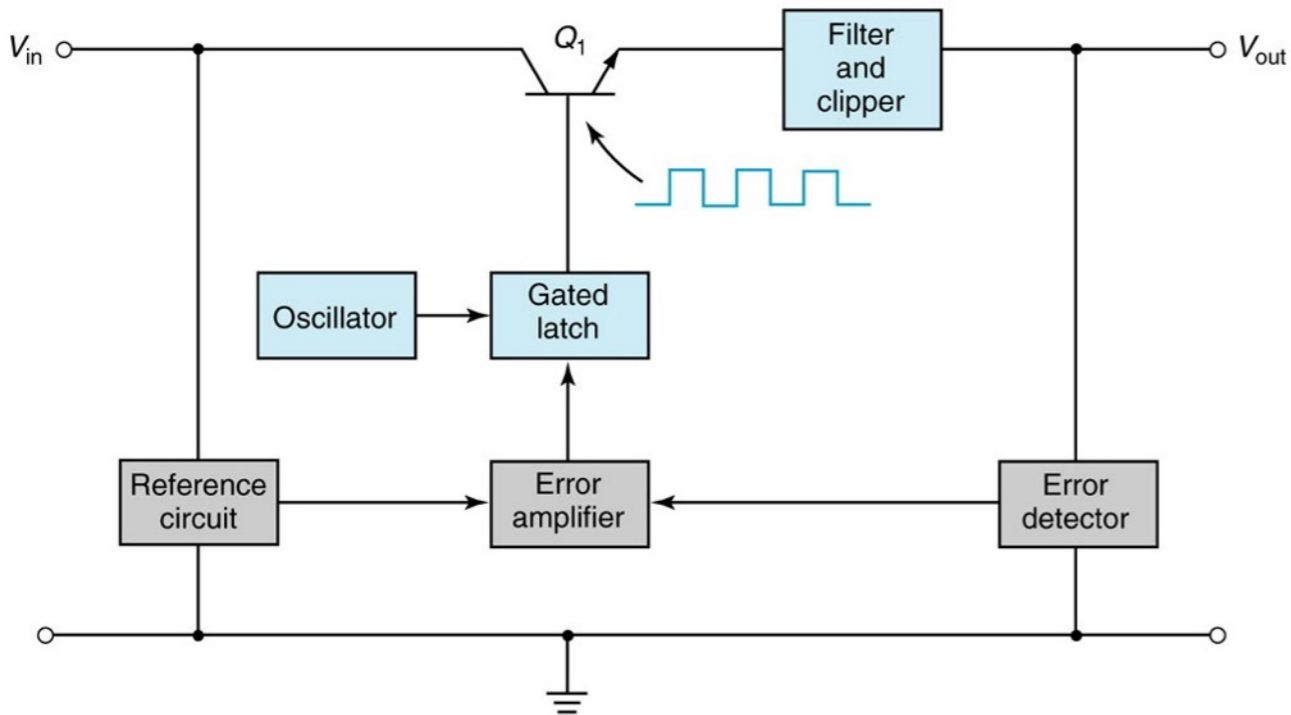 V_in
Q_1
Filter
and
clipper
V_out
Oscillator
Gated
latch
Reference
circuit
Error
amplifier
Error
detector